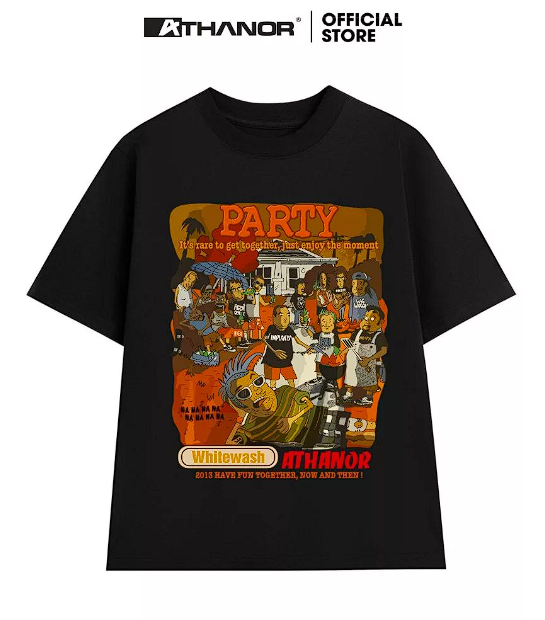 ATHANOR®
OFFICIAL
STORE
PARTY
It's rare to get together, just enjoy the moment
HA HA HA HA
HA HA HA HA
Whitewash
ATHANOR
2013 HAVE FUN TOGETHER, NOW AND THEN !